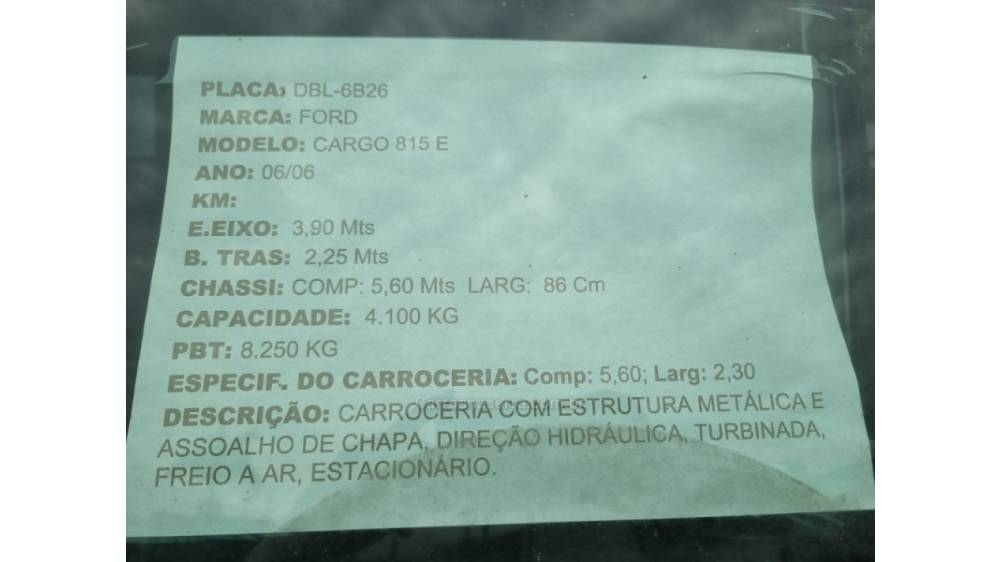 PLACA: DBL-6B26
MARCA: FORD
MODELO: CARGO 815 E
ANO: 06/06
KM:
E.EIXO: 3,90 Mts
B. TRAS: 2,25 Mts
CHASSI: COMP: 5,60 Mts LARG: 86 Cm
CAPACIDADE: 4.100 KG
PBT: 8.250 KG
ESPECIF. DO CARROCERIA: Comp: 5,60; Larg: 2,30
DESCRIÇÃO: CARROCERIA COM ESTRUTURA METÁLICA E
ASSOALHO DE CHAPA, DIREÇÃO HIDRÁULICA, TURBINADA,
FREIO A AR, ESTACIONÁRIO.